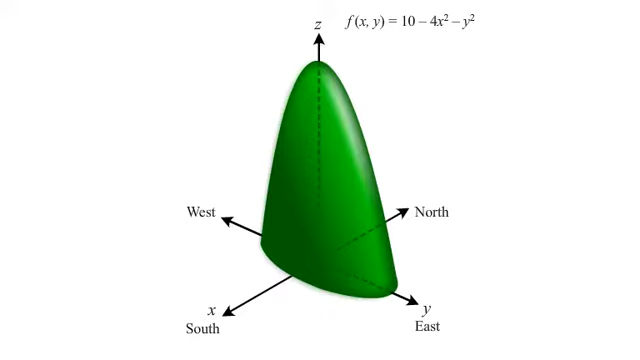 z
f(x, y) = 10 – 4x² – y²
West
North
x
South
y
East